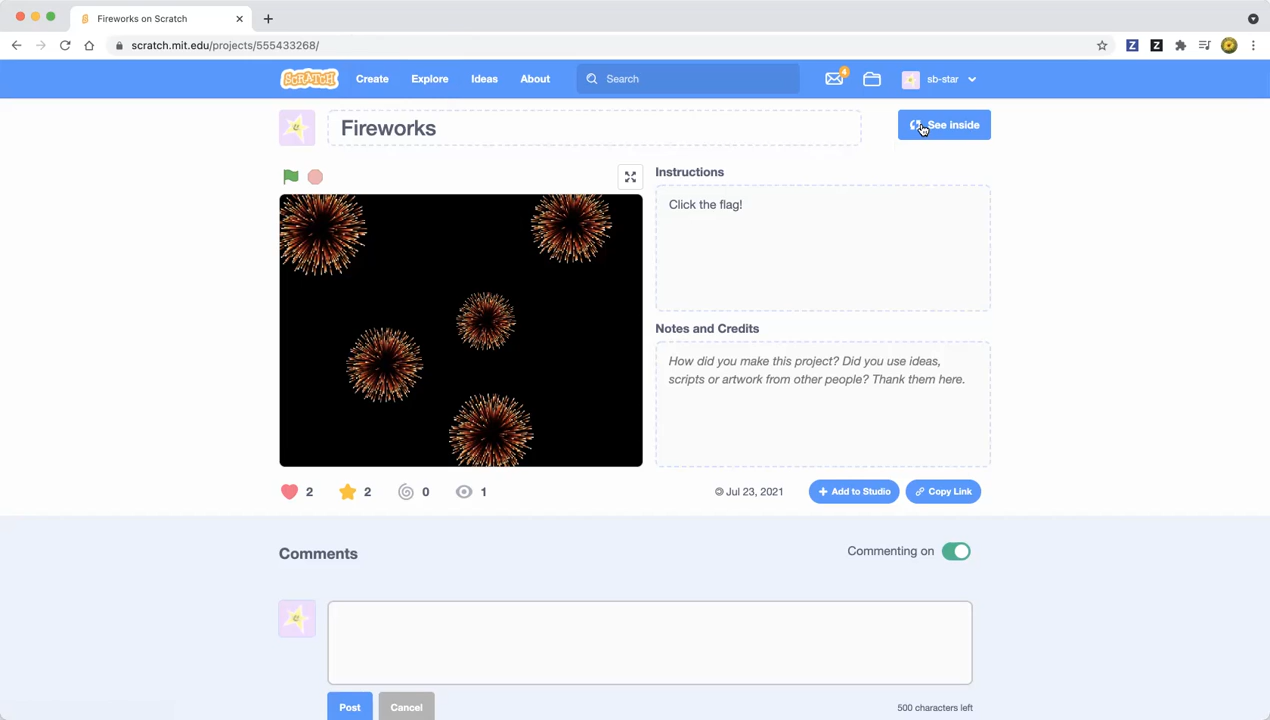 Fireworks on Scratch
scratch.mit.edu/projects/555433268/
SCRATCH
Create
Explore
Ideas
About
Search
4
sb-star
Fireworks
See inside
Instructions
Click the flag!
Notes and Credits
How did you make this project? Did you use ideas,
scripts or artwork from other people? Thank them here.
2
2
0
1
© Jul 23, 2021
+ Add to Studio
Copy Link
Comments
Commenting on
Post
Cancel
500 characters left